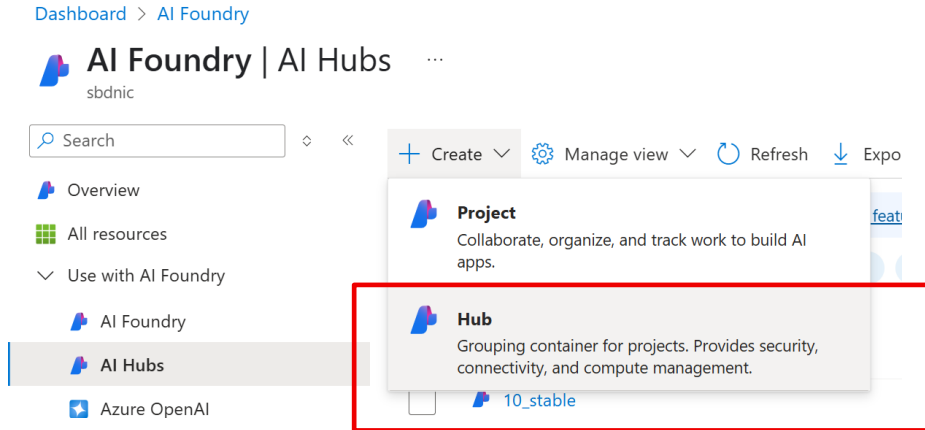 Dashboard > AI Foundry
AI Foundry | AI Hubs ...
sbdnic
Search
Create
Manage view
Refresh
Expo
Overview
All resources
Use with AI Foundry
AI Foundry
AI Hubs
Azure OpenAI
Project
Collaborate, organize, and track work to build AI
apps.
Hub
Grouping container for projects. Provides security,
connectivity, and compute management.
featu
10_stable